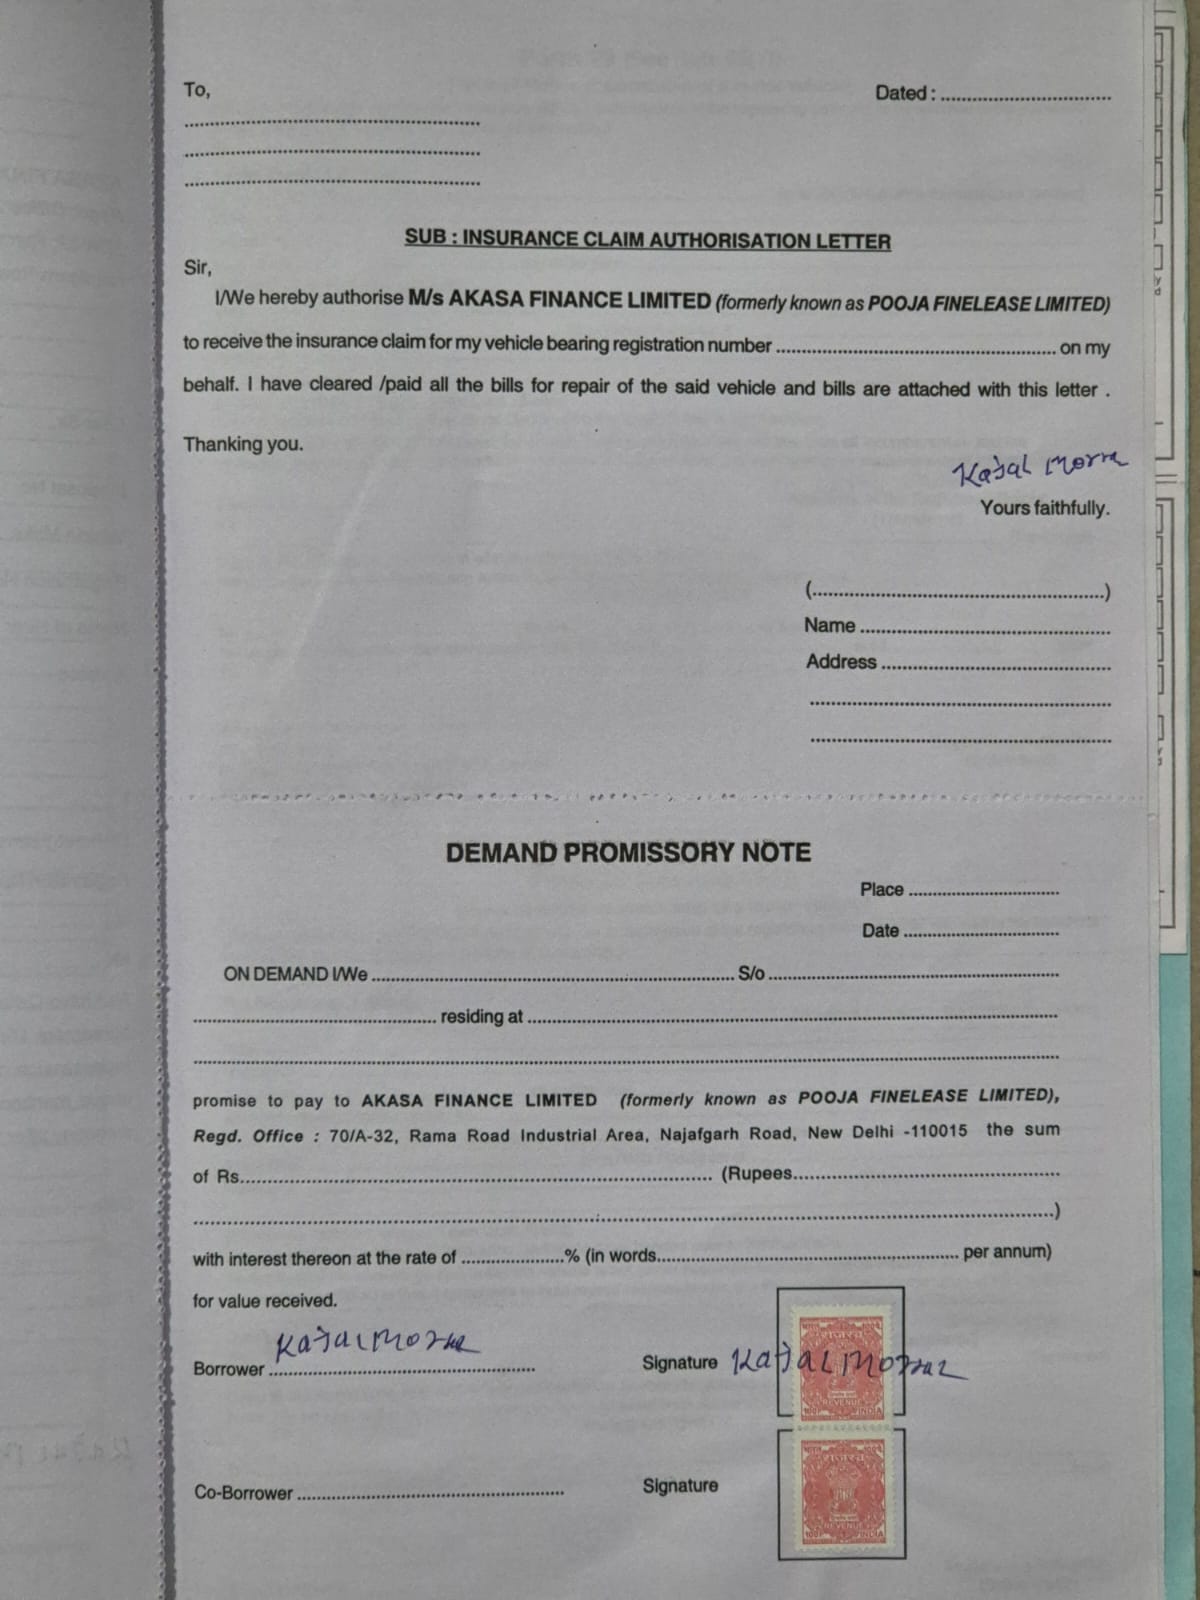 To,
Dated : ..............................
..................................................
..................................................
..................................................
SUB : INSURANCE CLAIM AUTHORISATION LETTER
Sir,
I/We hereby authorise M/s AKASA FINANCE LIMITED (formerly known as POOJA FINELEASE LIMITED)
to receive the insurance claim for my vehicle bearing registration number .................................................. on my
behalf. I have cleared /paid all the bills for repair of the said vehicle and bills are attached with this letter .
Thanking you.
Kajal
Yours faithfully.
(..................................................)
Name ..................................................
Address ..................................................
..................................................
..................................................
DEMAND PROMISSORY NOTE
Place ..............................
Date ..............................
ON DEMAND I/We .................................................. S/o ..................................................
.................................................. residing at ..................................................
..................................................
promise to pay to AKASA FINANCE LIMITED (formerly known as POOJA FINELEASE LIMITED),
Regd. Office : 70/A-32, Rama Road Industrial Area, Najafgarh Road, New Delhi -110015 the sum
of Rs.................................................. (Rupees..................................................
..................................................)
with interest thereon at the rate of ....................% (in words.................................................. per annum)
for value received.
Borrower Kajal
Signature Kajal
REVENUE
INDIA
Co-Borrower ..................................................
Signature
REVENUE
INDIA